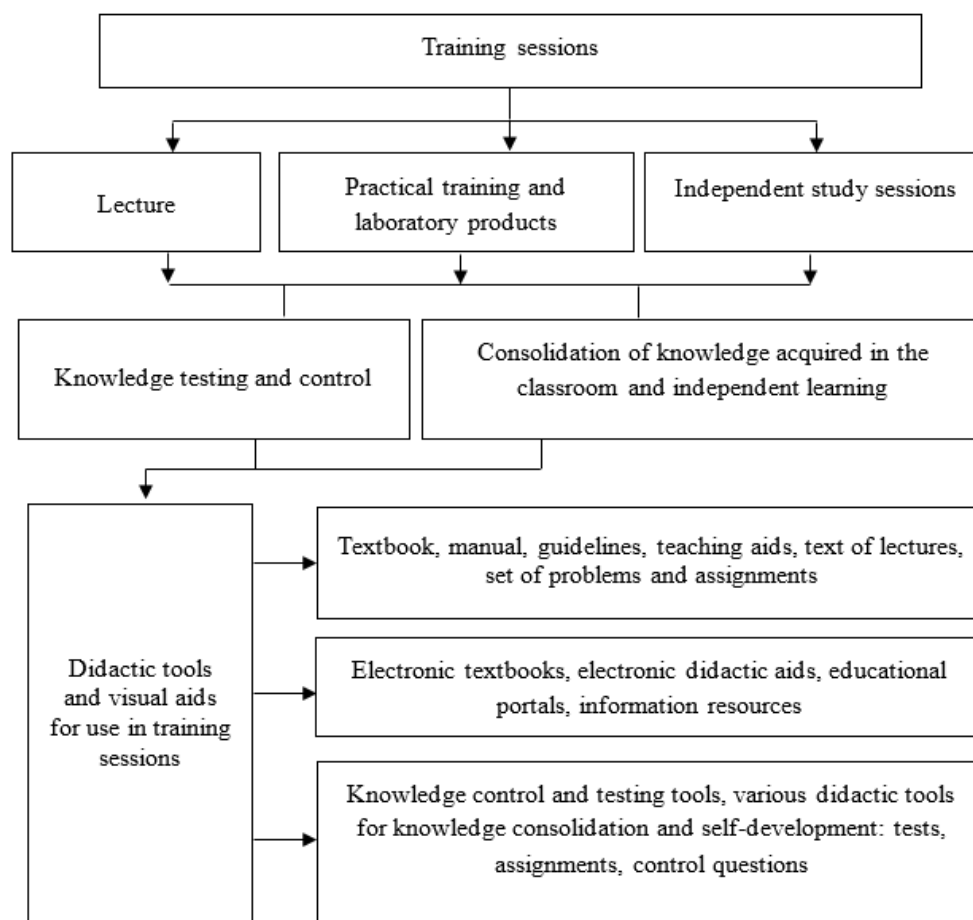 Training sessions
Lecture
Practical training and
laboratory products
Independent study sessions
Knowledge testing and control
Consolidation of knowledge acquired in the
classroom and independent learning
Didactic tools
and visual aids
for use in training
sessions
Textbook, manual, guidelines, teaching aids, text of lectures,
set of problems and assignments
Electronic textbooks, electronic didactic aids, educational
portals, information resources
Knowledge control and testing tools, various didactic tools
for knowledge consolidation and self-development: tests,
assignments, control questions